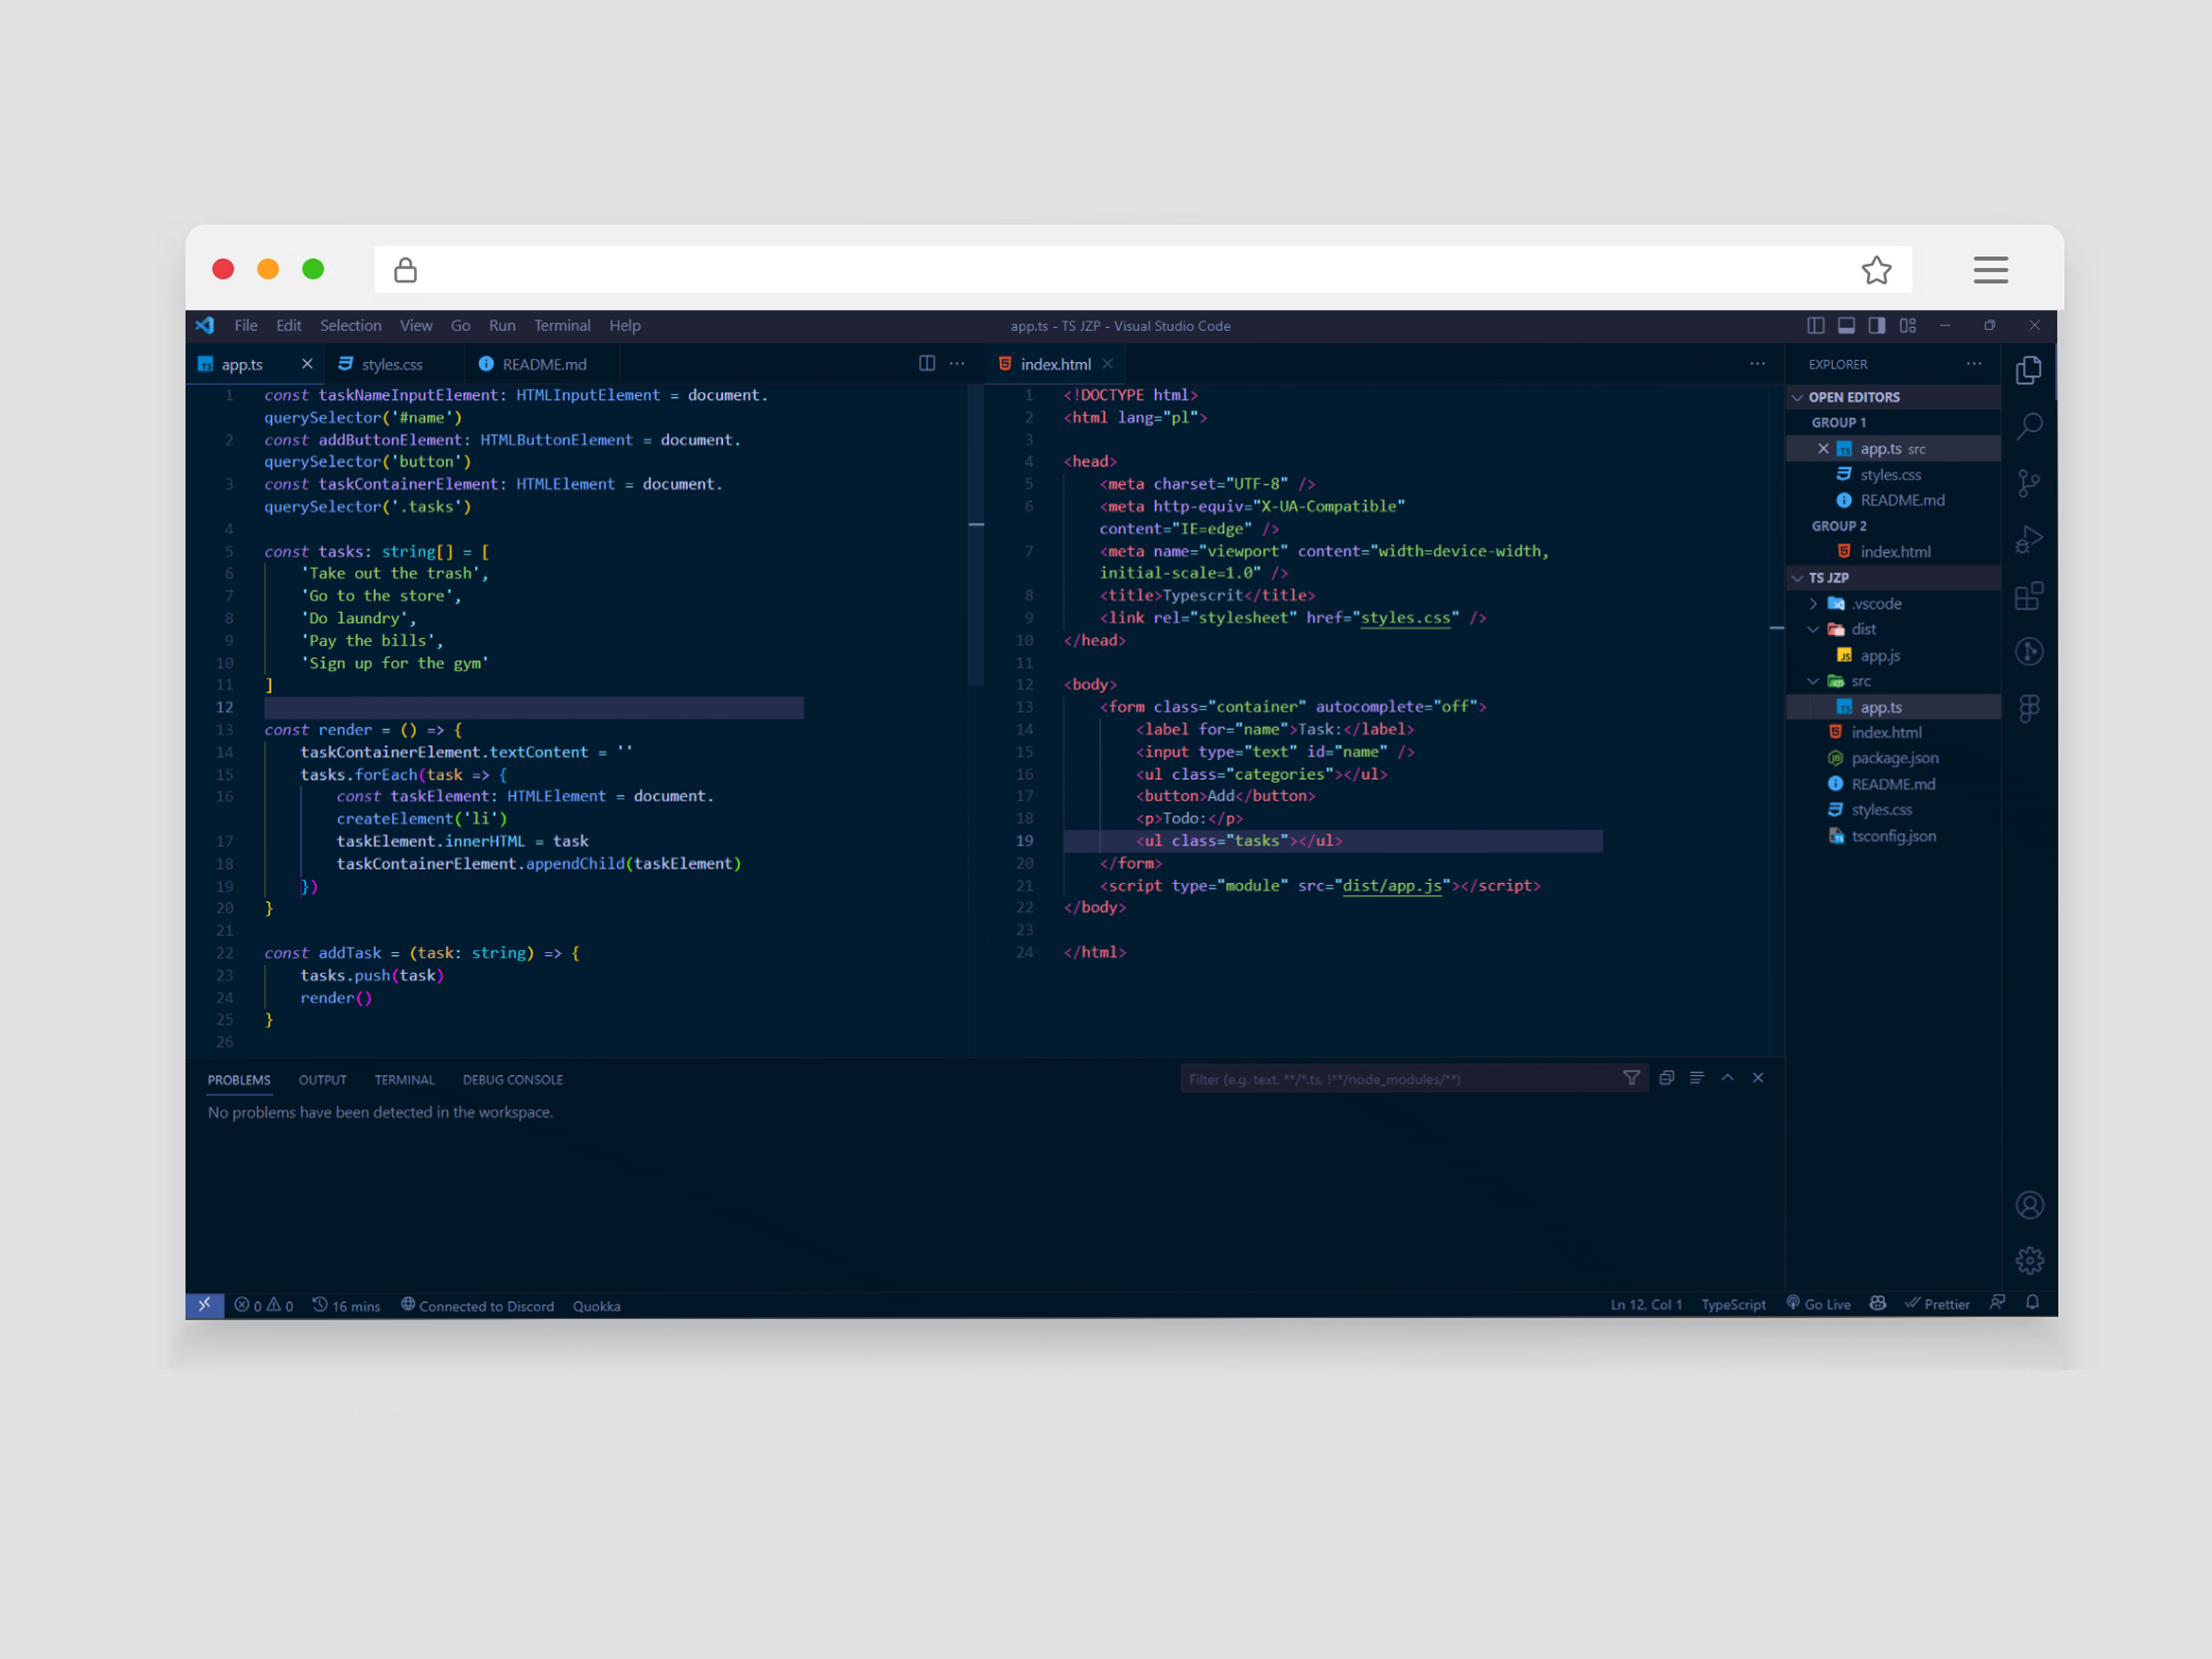 File Edit Selection View Go Run Terminal Help
app.ts - TS JZP - Visual Studio Code
app.ts styles.css README.md
1 const taskNameInputElement: HTMLInputElement = document.
querySelector('#name')
2 const addButtonElement: HTMLButtonElement = document.
querySelector('button')
3 const taskContainerElement: HTMLElement = document.
querySelector('.tasks')
4
5 const tasks: string[] = [
6 'Take out the trash',
7 'Go to the store',
8 'Do laundry',
9 'Pay the bills',
10 'Sign up for the gym'
11 ]
12
13 const render = () => {
14 taskContainerElement.textContent = ''
15 tasks.forEach(task => {
16 const taskElement: HTMLElement = document.
createElement('li')
17 taskElement.innerHTML = task
18 taskContainerElement.appendChild(taskElement)
19 })
20 }
21
22 const addTask = (task: string) => {
23 tasks.push(task)
24 render()
25 }
26
index.html
1 <!DOCTYPE html>
2 <html lang="pl">
3
4 <head>
5 <meta charset="UTF-8" />
6 <meta http-equiv="X-UA-Compatible"
content="IE=edge" />
7 <meta name="viewport" content="width=device-width,
initial-scale=1.0" />
8 <title>Typescrit</title>
9 <link rel="stylesheet" href="styles.css" />
10 </head>
11
12 <body>
13 <form class="container" autocomplete="off">
14 <label for="name">Task:</label>
15 <input type="text" id="name" />
16 <ul class="categories"></ul>
17 <button>Add</button>
18 <p>Todo:</p>
19 <ul class="tasks"></ul>
20 </form>
21 <script type="module" src="dist/app.js"></script>
22 </body>
23
24 </html>
EXPLORER
OPEN EDITORS
GROUP 1
app.ts src
styles.css
README.md
GROUP 2
index.html
TS JZP
.vscode
dist
app.js
src
app.ts
index.html
package.json
README.md
styles.css
tsconfig.json
PROBLEMS OUTPUT TERMINAL DEBUG CONSOLE
Filter (e.g. text, **/*.ts, !**/node_modules/**)
No problems have been detected in the workspace.
0 0 16 mins Connected to Discord Quokka
Ln 12, Col 1 TypeScript Go Live Prettier